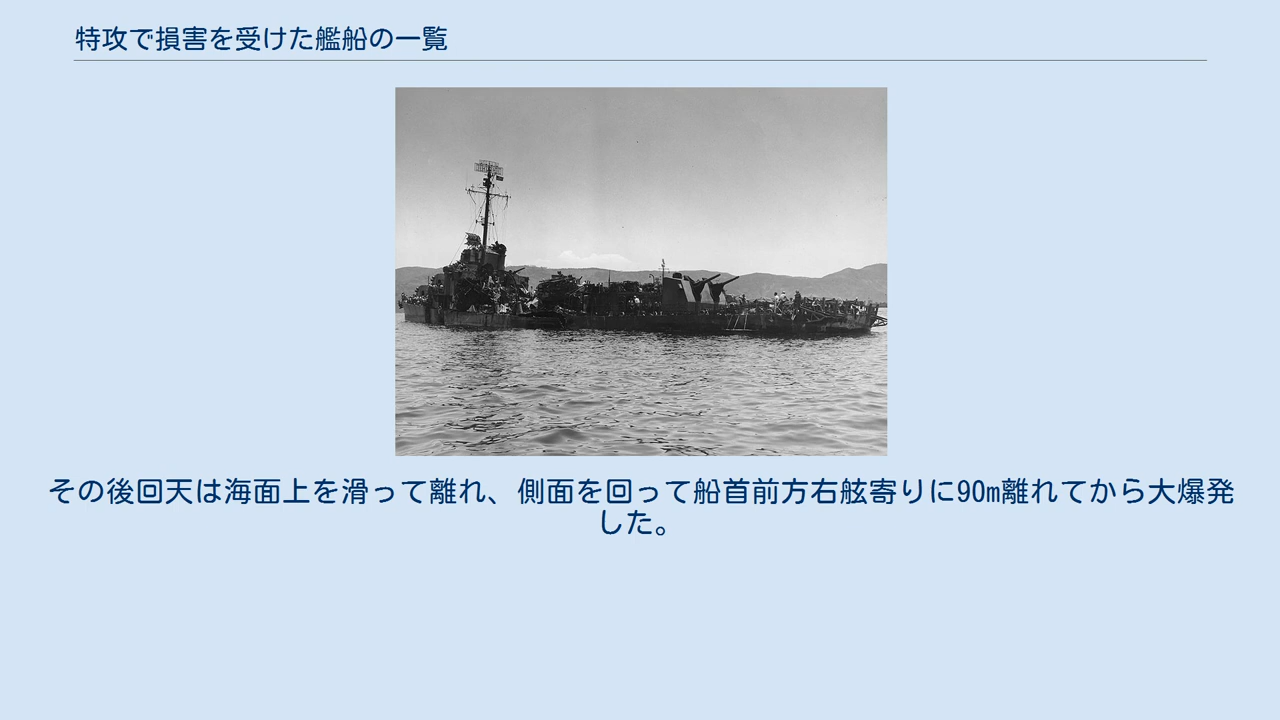 特攻で損害を受けた艦船の一覧
その後回天は海面上を滑って離れ、側面を回って船首前方右舷寄りに90m離れてから大爆発
した。